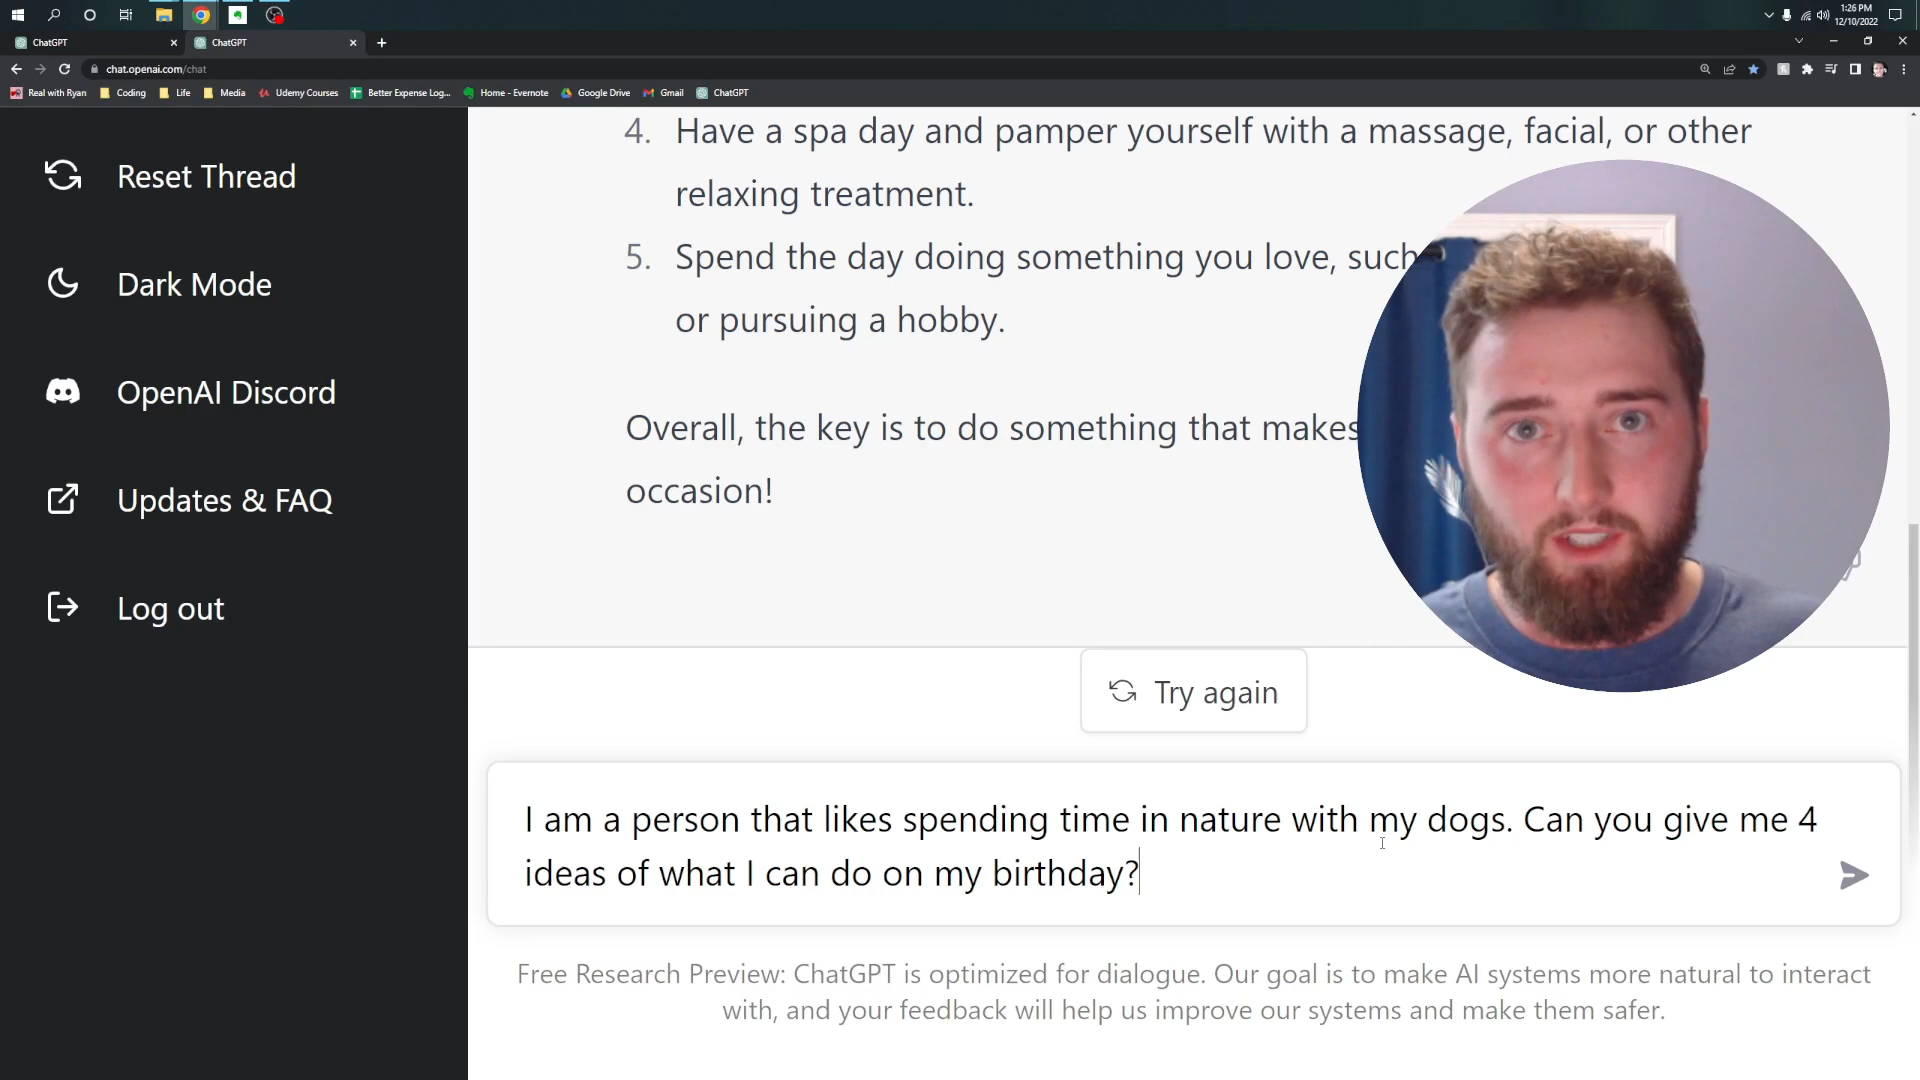 1:26 PM
12/10/2022
ChatGPT
ChatGPT
chat.openai.com/chat
Real with Ryan
Coding
Life
Media
Udemy Courses
Better Expense Log...
Home - Evernote
Google Drive
Gmail
ChatGPT
Reset Thread
Dark Mode
OpenAI Discord
Updates & FAQ
Log out
4. Have a spa day and pamper yourself with a massage, facial, or other
relaxing treatment.
5. Spend the day doing something you love, such
or pursuing a hobby.
Overall, the key is to do something that makes
occasion!
Try again
I am a person that likes spending time in nature with my dogs. Can you give me 4
ideas of what I can do on my birthday?
Free Research Preview: ChatGPT is optimized for dialogue. Our goal is to make AI systems more natural to interact
with, and your feedback will help us improve our systems and make them safer.